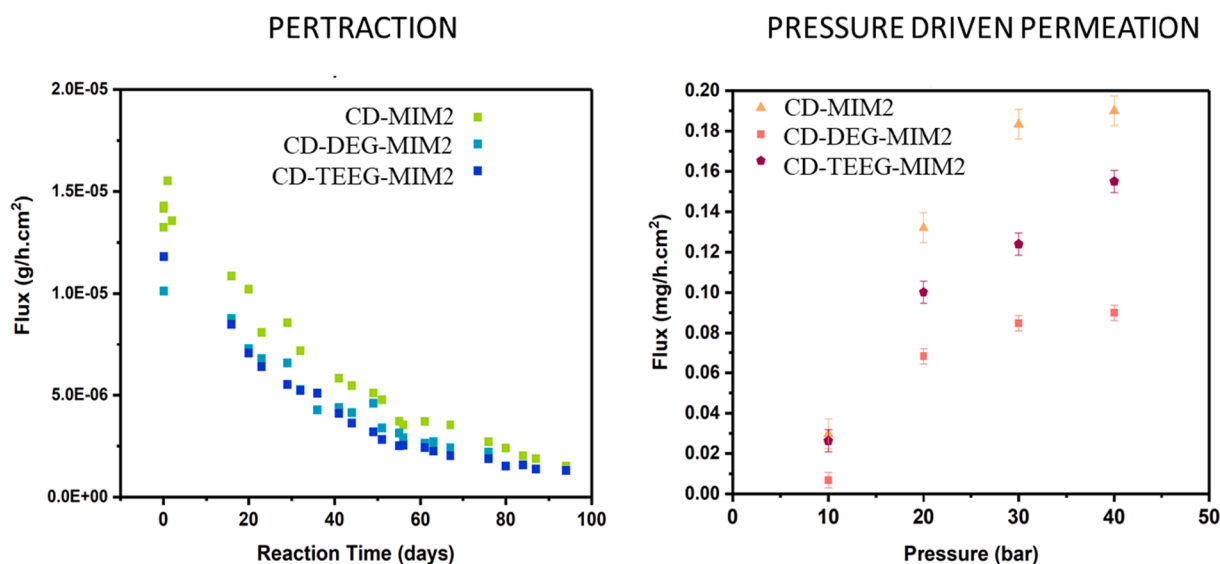 PERTRACTION
2.0E-05
1.5E-05
1.0E-05
5.0E-06
0.0E+00
Flux (g/h.cm²)
CD-MIM2
CD-DEG-MIM2
CD-TEEG-MIM2
0 20 40 60 80 100
Reaction Time (days)
PRESSURE DRIVEN PERMEATION
0.20
0.18
0.16
0.14
0.12
0.10
0.08
0.06
0.04
0.02
0.00
Flux (mg/h.cm²)
CD-MIM2
CD-DEG-MIM2
CD-TEEG-MIM2
0 10 20 30 40 50
Pressure (bar)